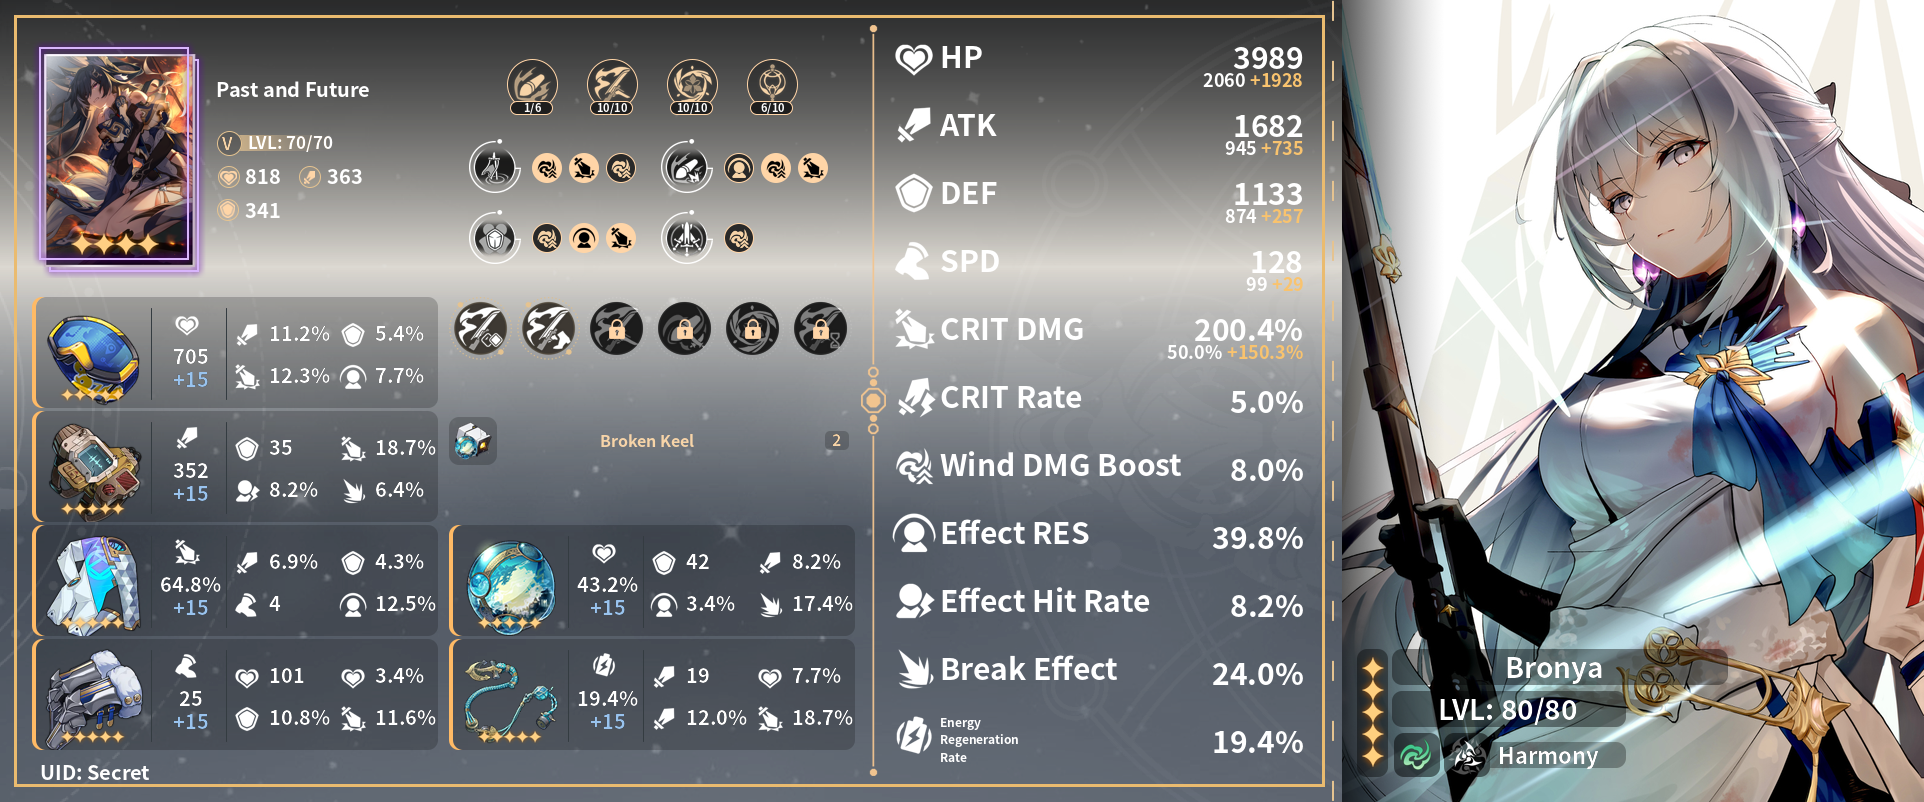 Past and Future
V LVL: 70/70
818 363
341
1/6 10/10 10/10 6/10
705
+15
11.2% 5.4%
12.3% 7.7%
352
+15
35 18.7%
8.2% 6.4%
64.8%
+15
6.9% 4.3%
4 12.5%
25
+15
101 3.4%
10.8% 11.6%
Broken Keel 2
43.2%
+15
42 8.2%
3.4% 17.4%
19.4%
+15
19 7.7%
12.0% 18.7%
UID: Secret
HP 3989
2060 +1928
ATK 1682
945 +735
DEF 1133
874 +257
SPD 128
99 +29
CRIT DMG 200.4%
50.0% +150.3%
CRIT Rate 5.0%
Wind DMG Boost 8.0%
Effect RES 39.8%
Effect Hit Rate 8.2%
Break Effect 24.0%
Energy
Regeneration
Rate
19.4%
Bronya
LVL: 80/80
Harmony